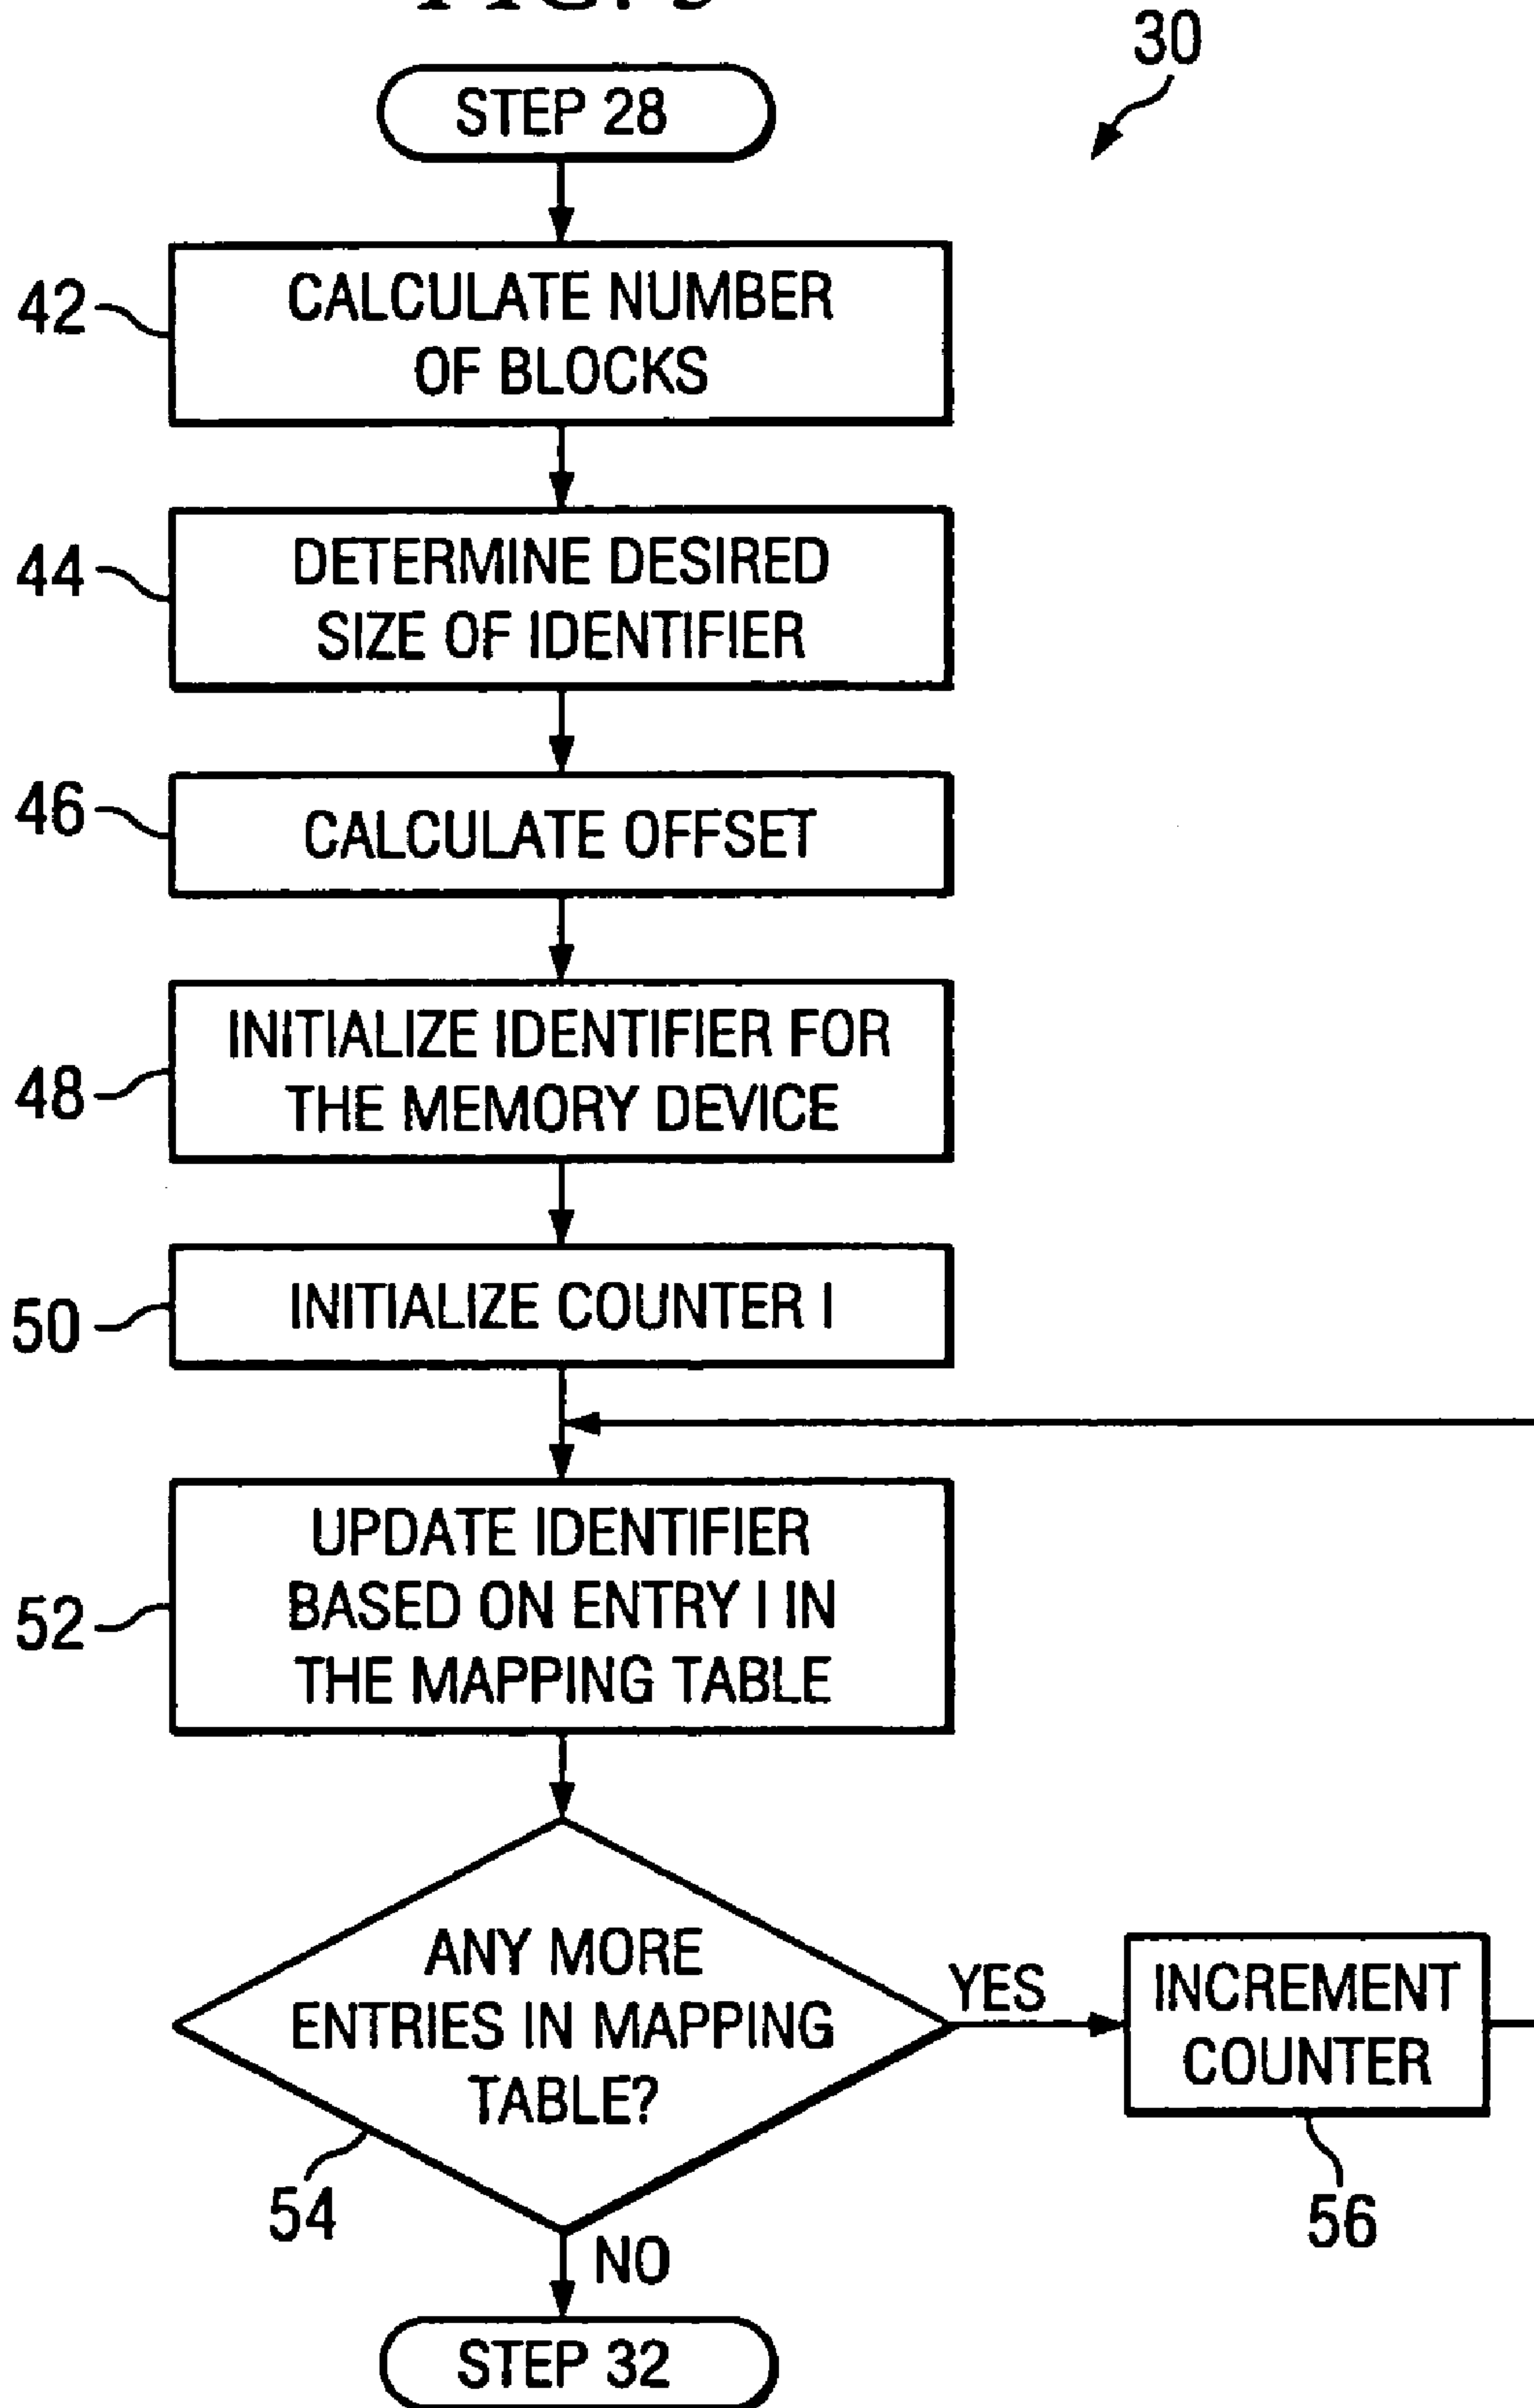 STEP 28
30
42
CALCULATE NUMBER
OF BLOCKS
44
DETERMINE DESIRED
SIZE OF IDENTIFIER
46
CALCULATE OFFSET
48
INITIALIZE IDENTIFIER FOR
THE MEMORY DEVICE
50
INITIALIZE COUNTER I
52
UPDATE IDENTIFIER
BASED ON ENTRY I IN
THE MAPPING TABLE
ANY MORE
ENTRIES IN MAPPING
TABLE?
54
YES
INCREMENT
COUNTER
56
NO
STEP 32